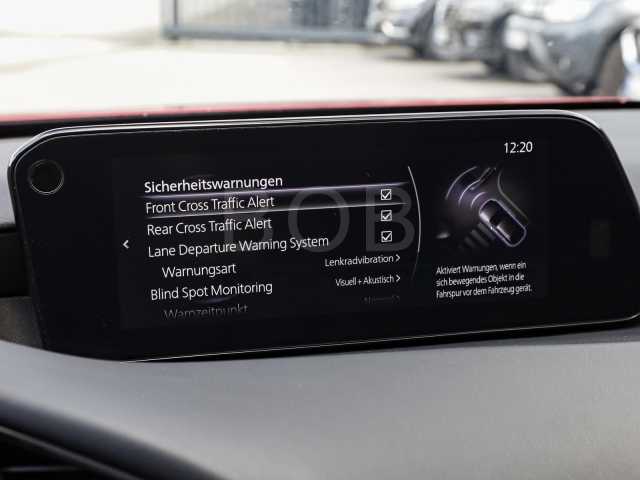 12:20
Sicherheitswarnungen
Front Cross Traffic Alert
Rear Cross Traffic Alert
Lane Departure Warning System
Warnungsart Lenkradvibration >
Blind Spot Monitoring Visuell + Akustisch >
Warnzeitpunkt
Aktiviert Warnungen, wenn ein
sich bewegendes Objekt in die
Fahrspur vor dem Fahrzeug gerät.